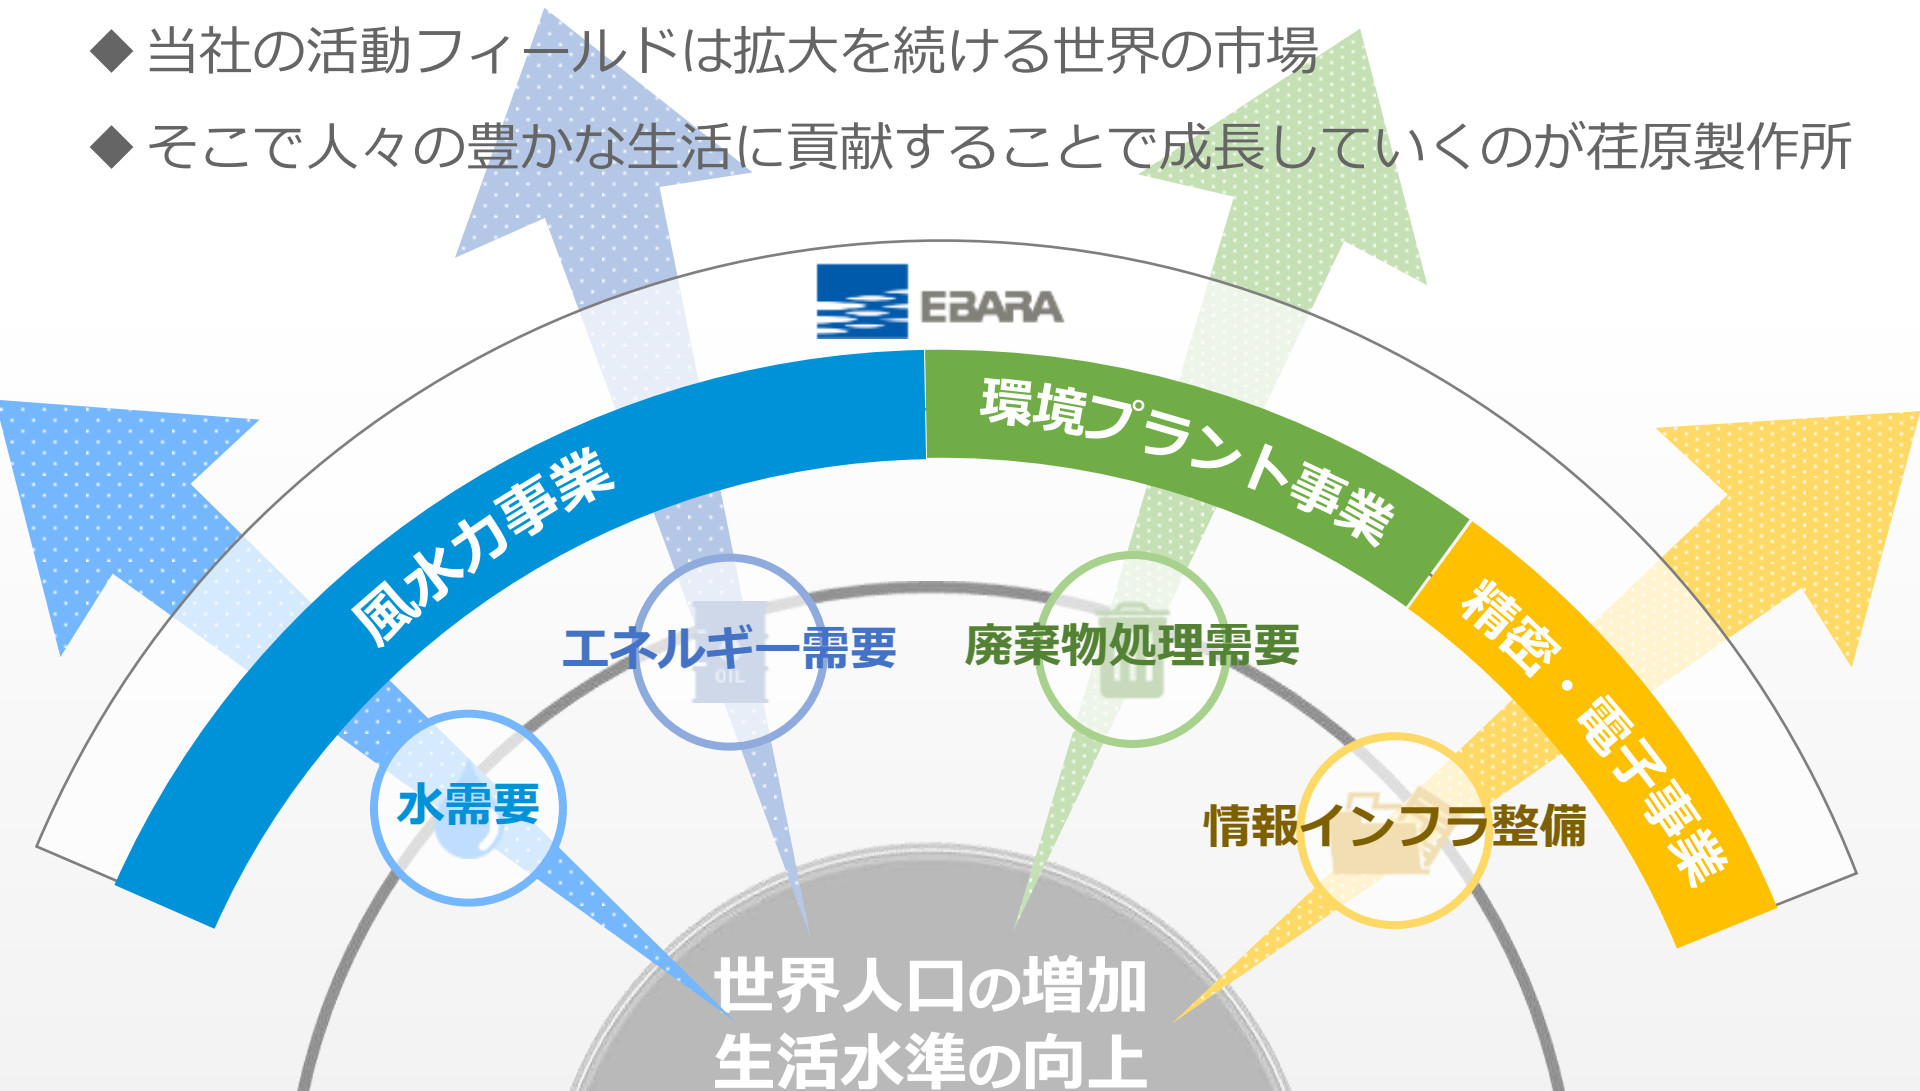 ◆ 当社の活動フィールドは拡大を続ける世界の市場
◆ そこで人々の豊かな生活に貢献することで成長していくのが荏原製作所
EBARA
風水力事業
環境プラント事業
精密・電子事業
エネルギー需要
廃棄物処理需要
OIL
水需要
情報インフラ整備
世界人口の増加
生活水準の向上